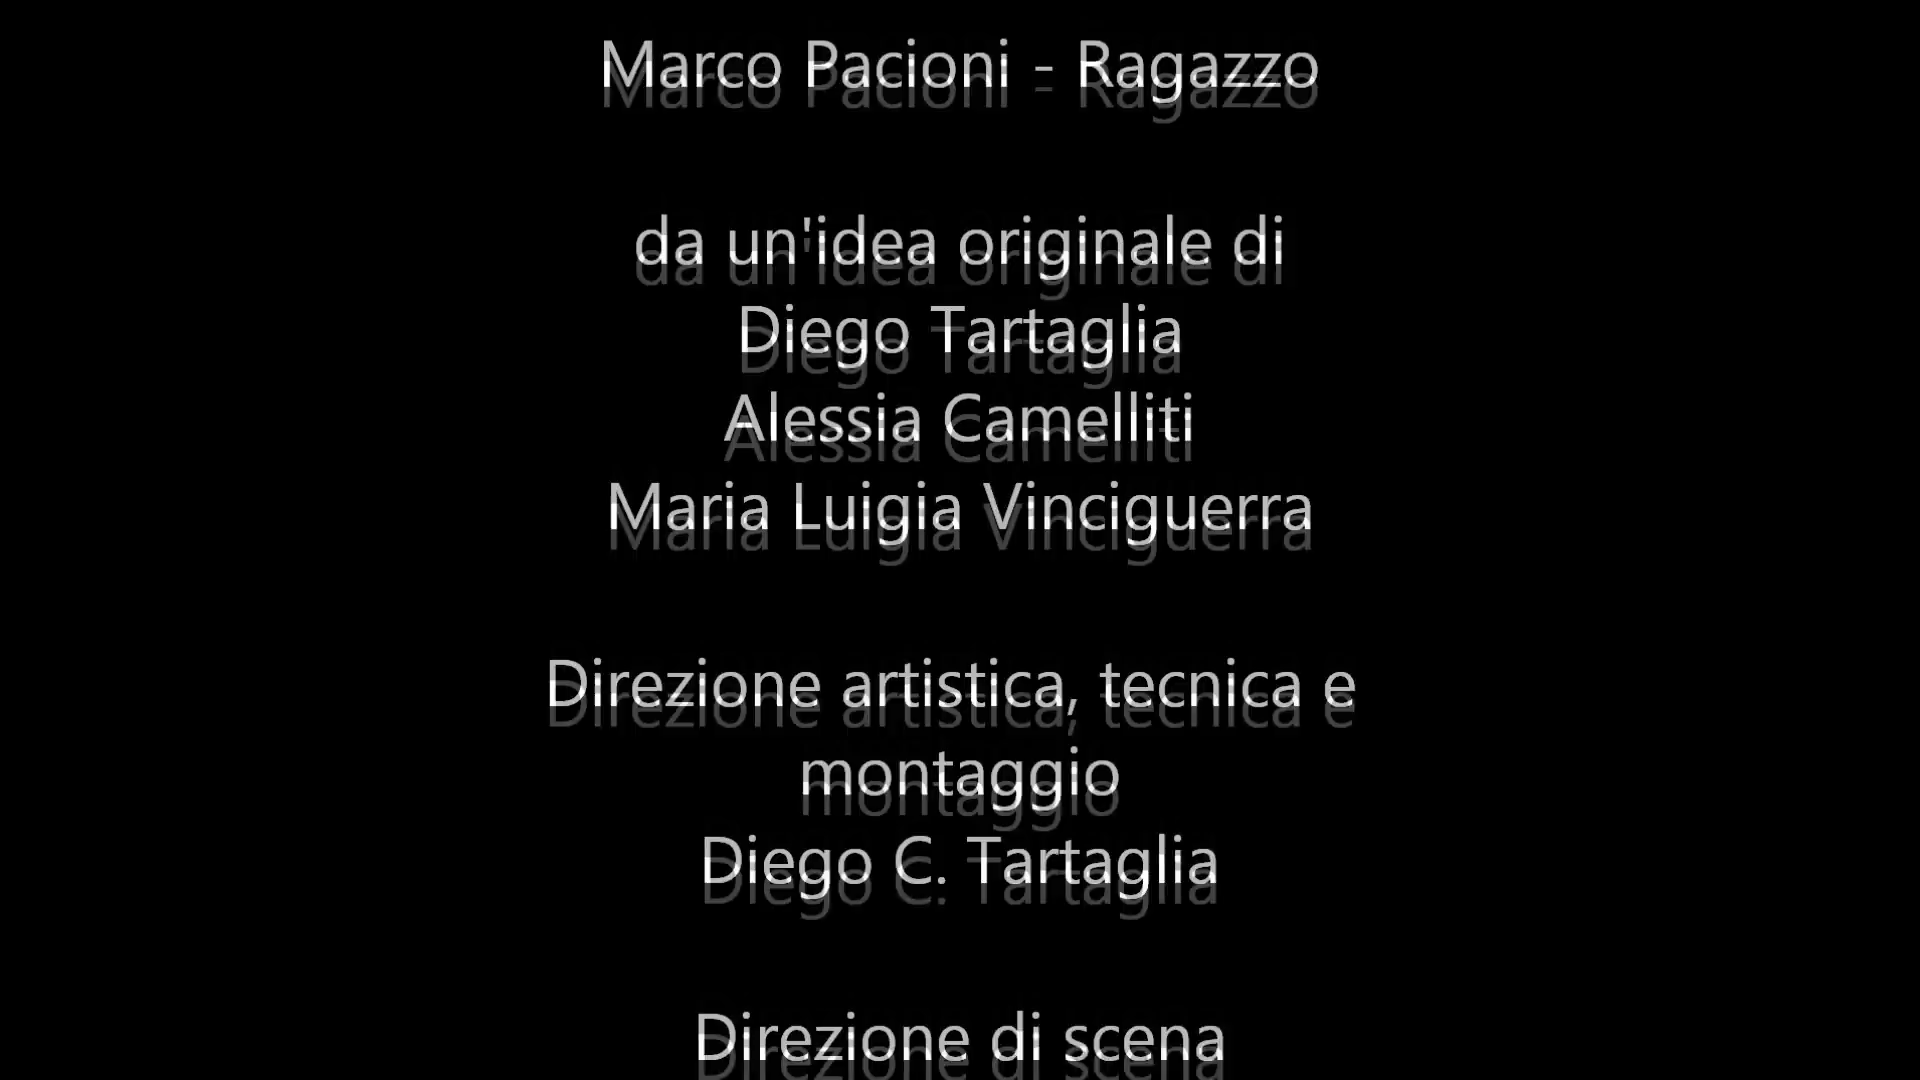 Marco Pacioni - Ragazzo
da un'idea originale di
Diego Tartaglia
Alessia Camelliti
Maria Luigia Vinciguerra
Direzione artistica, tecnica e
montaggio
Diego C. Tartaglia
Direzione di scena